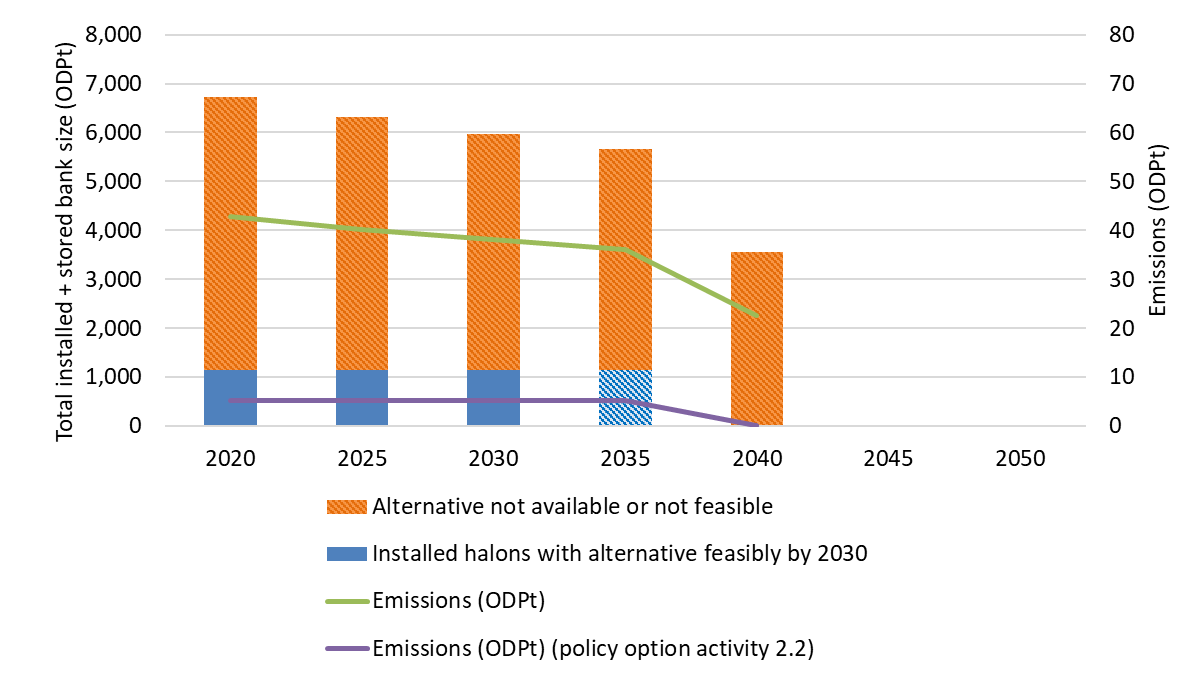 Total installed + stored bank size (ODPt)
8,000
7,000
6,000
5,000
4,000
3,000
2,000
1,000
0
80
70
60
50
40
30
20
10
0
Emissions (ODPt)
2020 2025 2030 2035 2040 2045 2050
Alternative not available or not feasible
Installed halons with alternative feasibly by 2030
Emissions (ODPt)
Emissions (ODPt) (policy option activity 2.2)